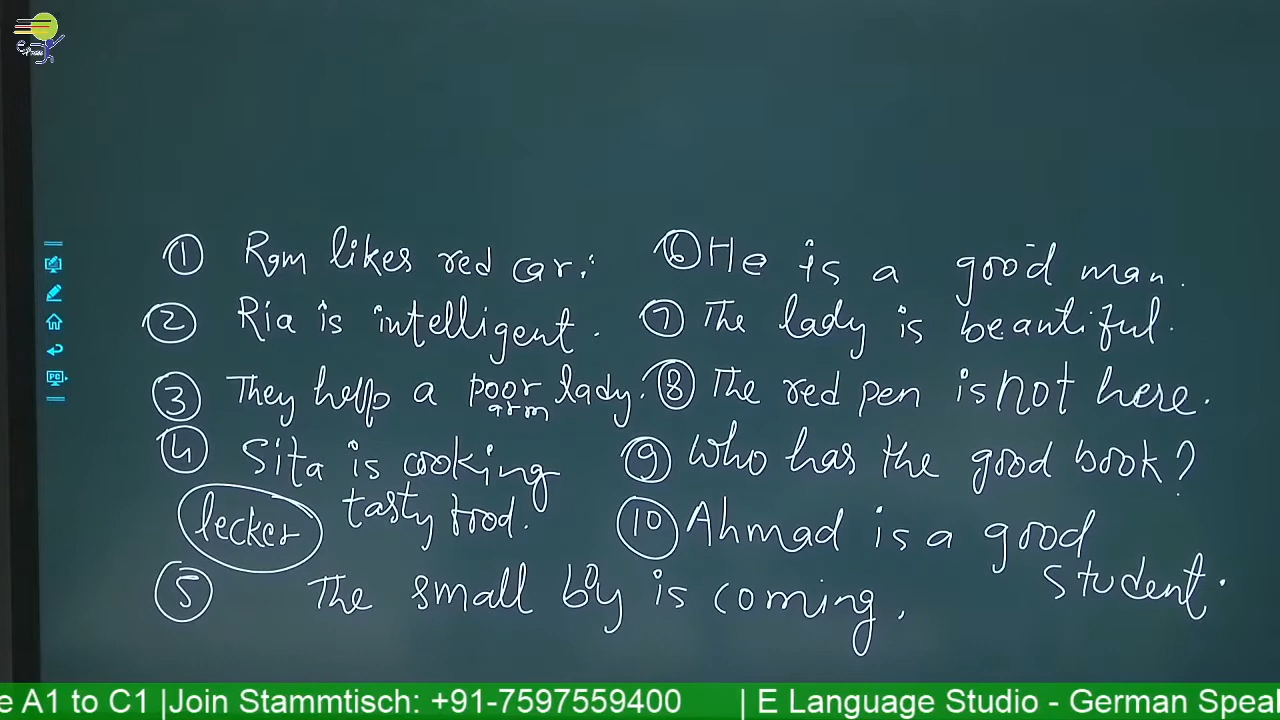 ① Ram likes red car.
② Ria is intelligent.
③ They help a poor lady.
arm
④ Sita is cooking
lecker tasty food.
⑤ The small boy is coming.
⑥ He is a good man.
⑦ The lady is beautiful.
⑧ The red pen is not here.
⑨ Who has the good book?
⑩ Ahmad is a good
student.
e A1 to C1 |Join Stammtisch: +91-7597559400 | E Language Studio - German Speal